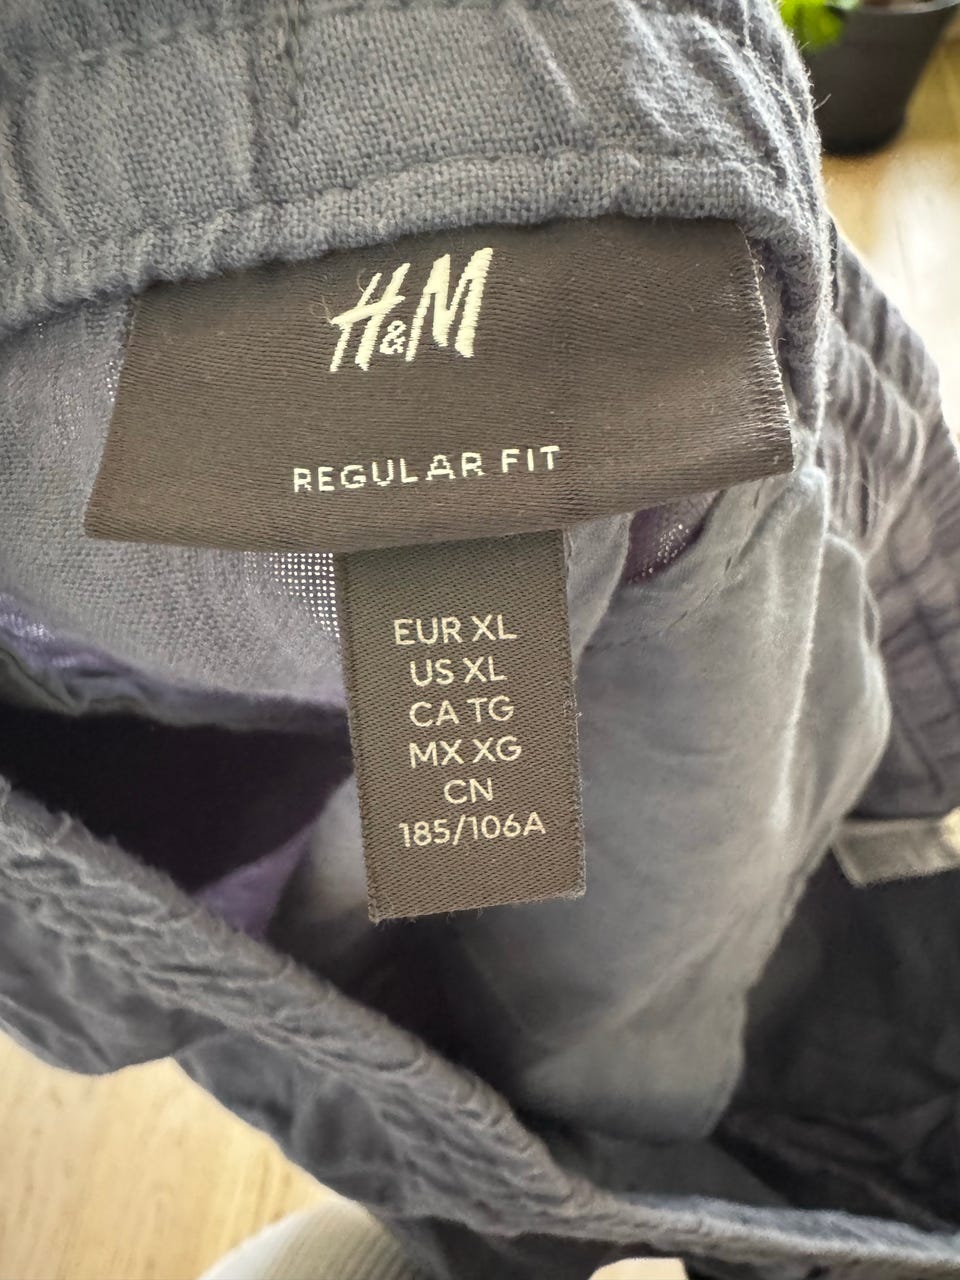 H&M
REGULAR FIT
EUR XL
US XL
CA TG
MX XG
CN
185/106A